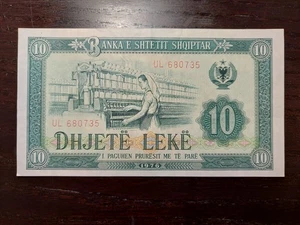 10 BANKA E SHTETIT SHQIPTAR 10
UL 680735
UL 680735
10
DHJETË LEKË
I PAGUHEN PRURËSIT ME TË PARË
10 1976 10